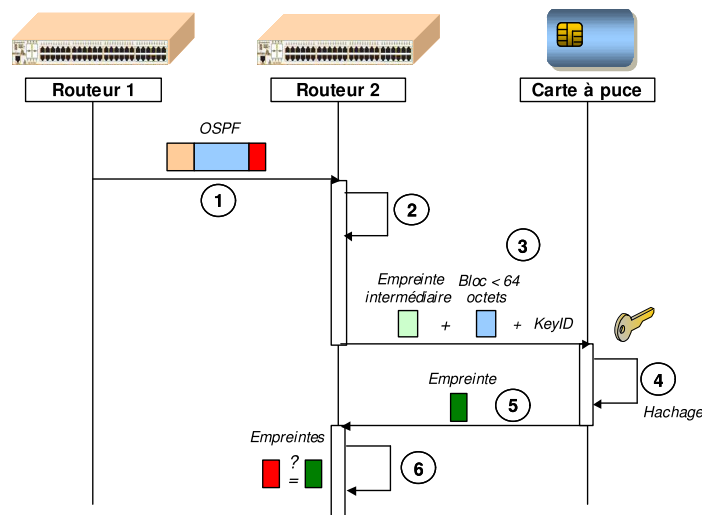 Routeur 1
Routeur 2
Carte à puce
OSPF
1
2
3
Empreinte
intermédiaire
Bloc < 64
octets
+
+ KeyID
4
Hachage
Empreinte
5
Empreintes
?
=
6